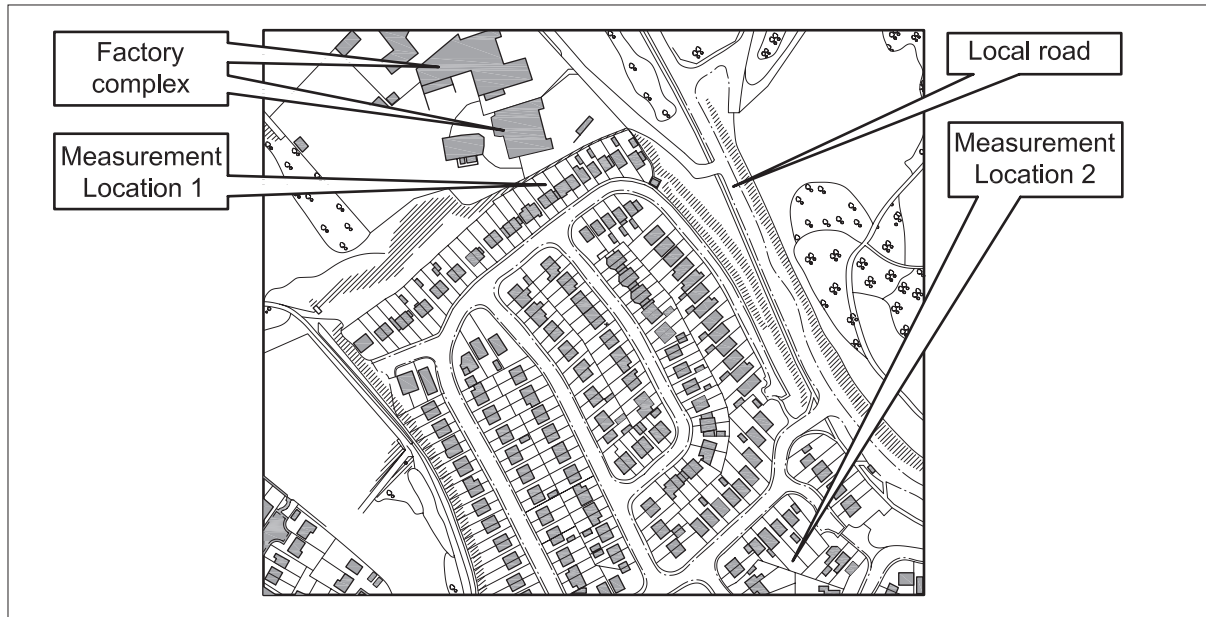 Factory
complex
Measurement
Location 1
Local road
Measurement
Location 2